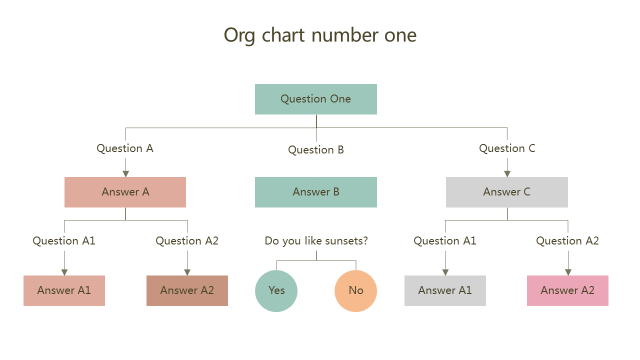 Org chart number one
Question One
Question A
Question B
Question C
Answer A
Answer B
Answer C
Question A1
Question A2
Do you like sunsets?
Question A1
Question A2
Answer A1
Answer A2
Yes
No
Answer A1
Answer A2